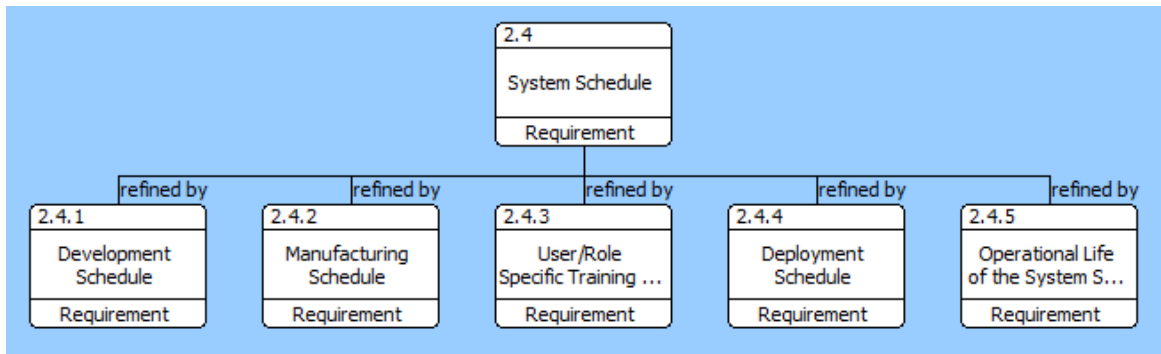 2.4
System Schedule
Requirement
refined by
refined by
refined by
refined by
refined by
2.4.1
Development
Schedule
Requirement
2.4.2
Manufacturing
Schedule
Requirement
2.4.3
User/Role
Specific Training ...
Requirement
2.4.4
Deployment
Schedule
Requirement
2.4.5
Operational Life
of the System S...
Requirement